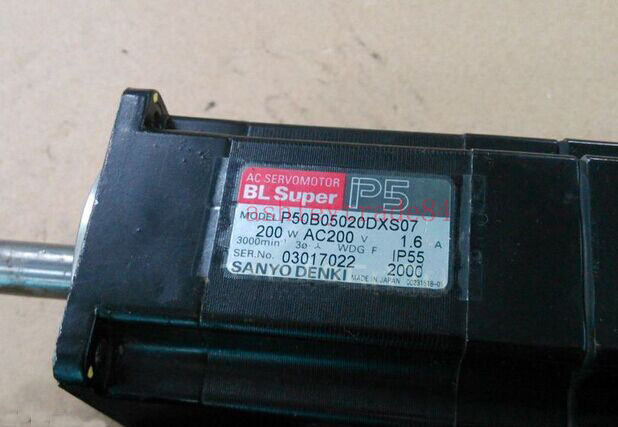 AC SERVOMOTOR
BL Super P5
MODEL P50B05020DXS07
200 W AC200 V 1.6 A
3000min⁻¹ 3ø 人 WDG F IP55
SER.No. 03017022 2000
SANYO DENKI MADE IN JAPAN